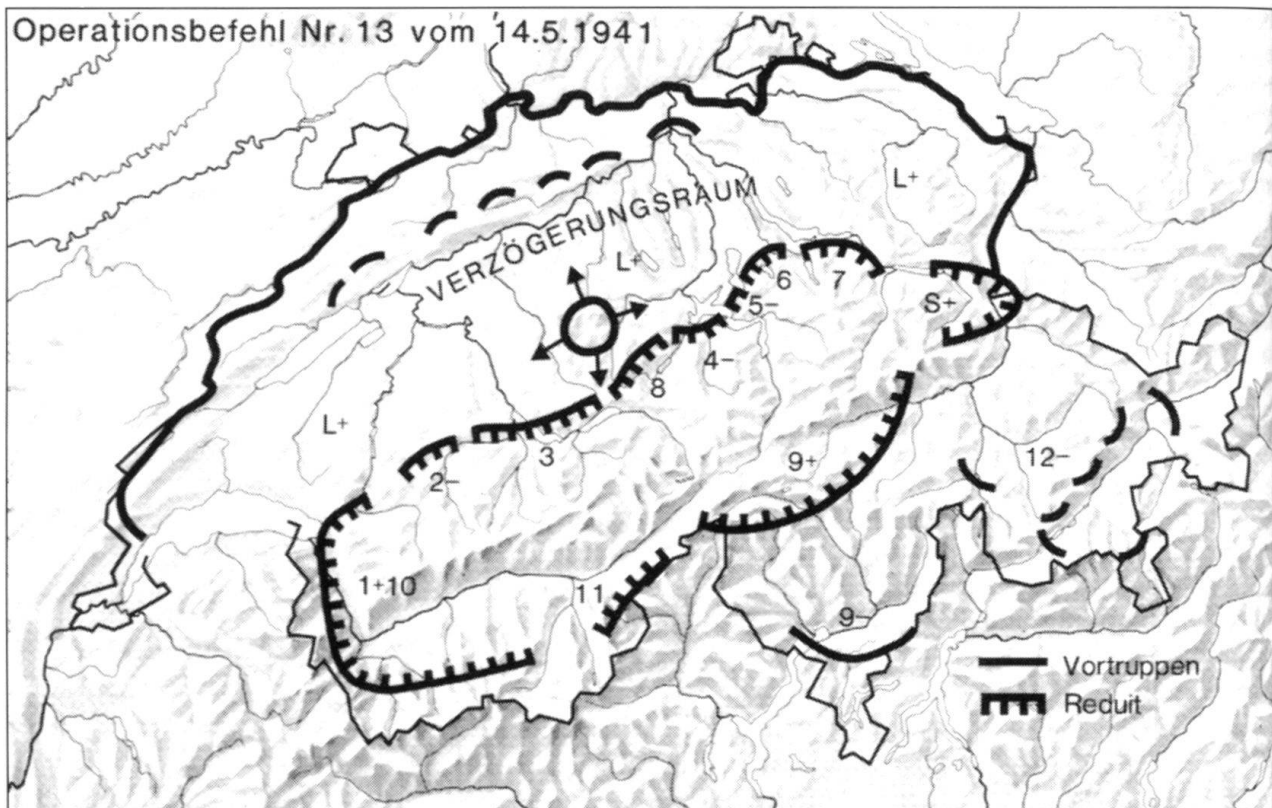 Operationsbefehl Nr. 13 vom 14.5.1941
L+
VERZÖGERUNGSRAUM
L+
6
7
5-
S+
4-
8
L+
3
2-
9+
12-
1+10
11
9-
Vortruppen
Reduit